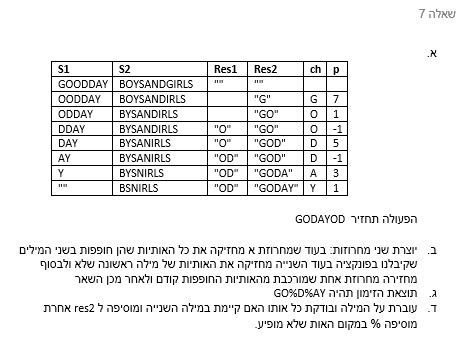 שאלה 7
א.
S1 S2 Res1 Res2 ch p
GOODDAY BOYSANDGIRLS "" ""
OODDAY BOYSANDIRLS "G" G 7
ODDAY BYSANDIRLS "GO" O 1
DDAY BYSANDIRLS "O" "GO" O -1
DAY BYSANIRLS "O" "GOD" D 5
AY BYSANIRLS "OD" "GOD" D -1
Y BYSNIRLS "OD" "GODA" A 3
"" BSNIRLS "OD" "GODAY" Y 1
הפעולה תחזיר GODAYOD
ב. יוצרת שני מחרוזות: בעוד שמחרוזת א מחזיקה את כל האותיות שהן חופפות בשני המילים
שקיבלנו בפונקציה בעוד השנייה מחזיקה את האותיות של מילה ראשונה שלא ולבסוף
מחזירה מחרוזת אחת שמורכבת מהאותיות החופפות קודם ולאחר מכן השאר
ג. תוצאת הזימון תהיה GO%D%AY
ד. עוברת על המילה ובודקת כל אותו האם קיימת במילה השנייה ומוסיפה ל res2 אחרת
מוסיפה % במקום האות שלא מופיע.